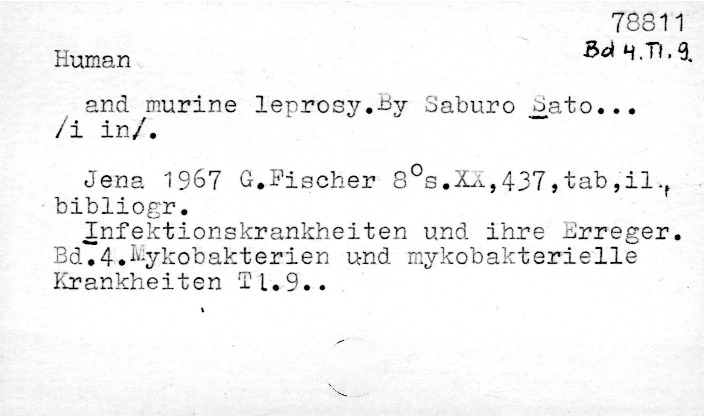 78811
Bd 4. Tl. 9.
Human
and murine leprosy.By Saburo Sato...
/i in/.
Jena 1967 G.Fischer 8°s.XX,437,tab,il.,
bibliogr.
Infektionskrankheiten und ihre Erreger.
Bd.4.Mykobakterien und mykobakterielle
Krankheiten Tl.9..